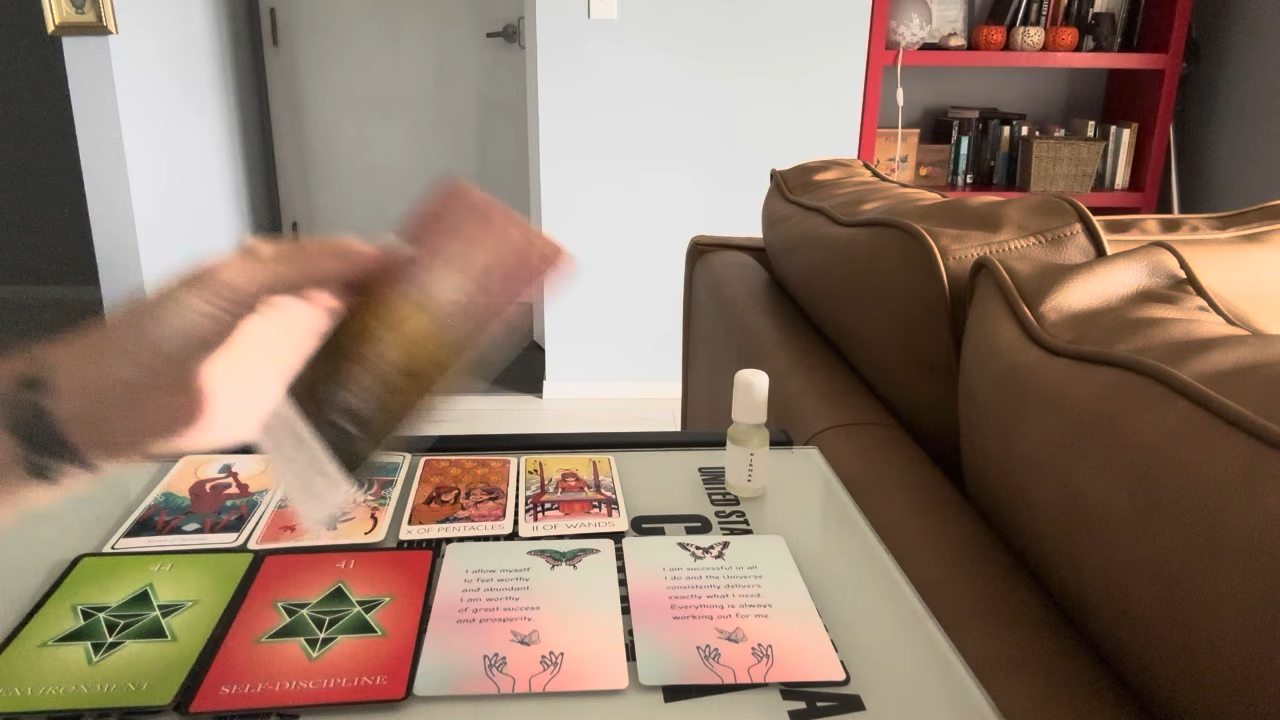 X OF PENTACLES
II OF WANDS
ENVIRONMENT
SELF-DISCIPLINE
I allow myself
to feel worthy
and abundant.
I am worthy
of great success
and prosperity.
I am successful in all
I do and the Universe
consistently delivers
exactly what I need.
Everything is always
working out for me.
UNITED STA
C
A